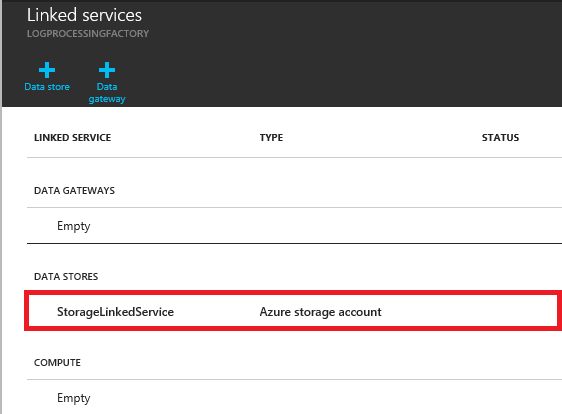 Linked services
LOGPROCESSINGFACTORY
Data store
Data gateway
LINKED SERVICE TYPE STATUS
DATA GATEWAYS
Empty
DATA STORES
StorageLinkedService Azure storage account
COMPUTE
Empty